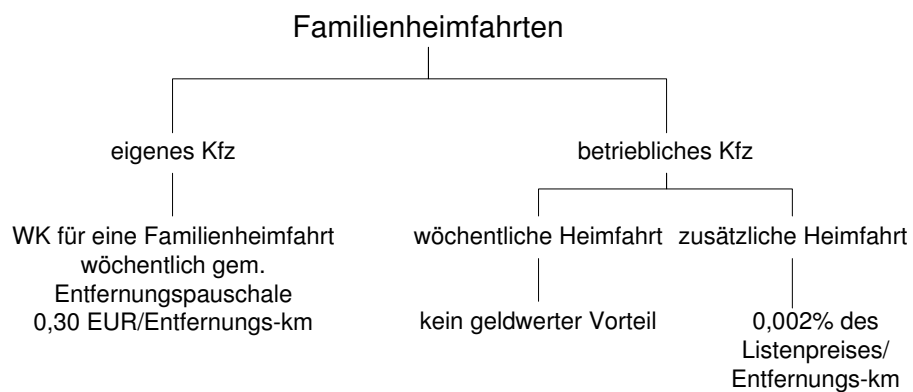 Familienheimfahrten
eigenes Kfz
betriebliches Kfz
WK für eine Familienheimfahrt
wöchentlich gem.
Entfernungspauschale
0,30 EUR/Entfernungs-km
wöchentliche Heimfahrt
zusätzliche Heimfahrt
kein geldwerter Vorteil
0,002% des
Listenpreises/
Entfernungs-km